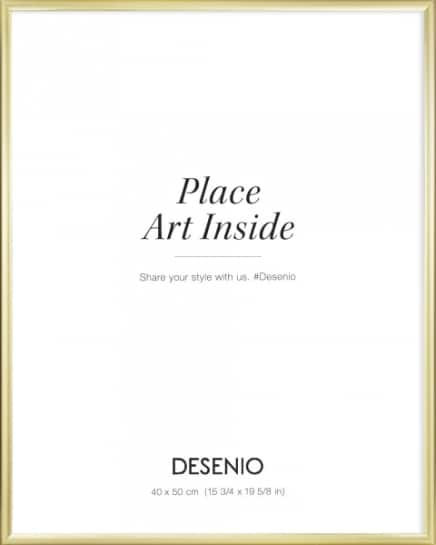 Place
Art Inside
Share your style with us. #Desenio
DESENIO
40 x 50 cm (15 3/4 x 19 5/8 in)